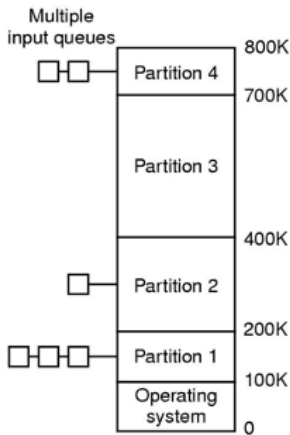 Multiple
input queues
800K
Partition 4
700K
Partition 3
400K
Partition 2
200K
Partition 1
100K
Operating
system
0